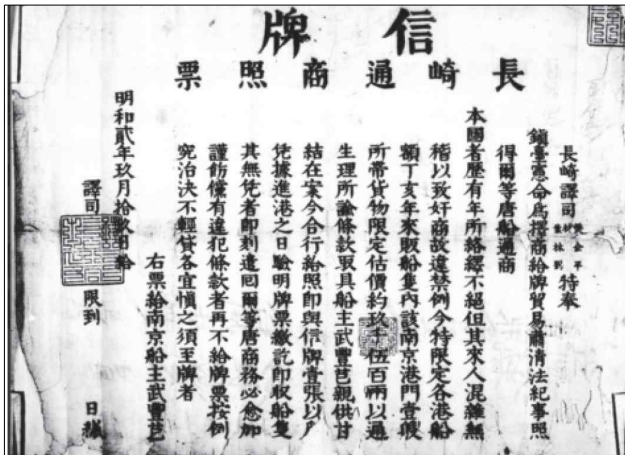 信牌
長崎通商照票
長崎譯司 特奉
鎮臺憲命爲擇商給牌貿易肅清法紀事照
得爾等唐船通商
本國者歷有年所絡繹不絕但其來人混雜無
稽以致奸商故違禁例今特限定各港船
額丁亥年來販船隻內該南京港門壹艘
所帶貨物限定估價約玖千伍百兩以通
生理所諭條款取具船主武豊芑親供甘
結在案今合行給照即與信牌壹張以爲
凭據進港之日驗明牌票繳訖即收船隻
其無凭者即刻遣回爾等唐商務必愈加
謹飭儻有違犯條款者再不給牌票按例
究治決不輕貸各宜愼之須至牌者
右票給南京船主武豊芑
明和貳年玖月拾 日給
譯司 限到 日繳